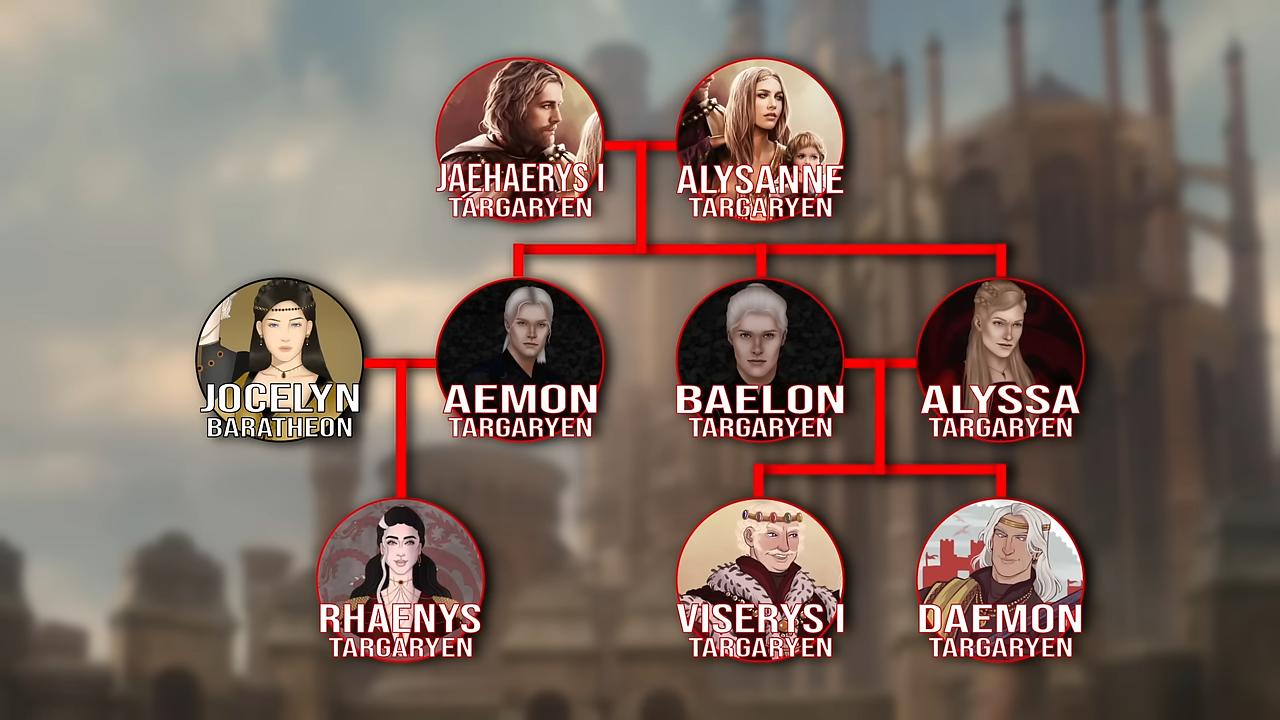 JAEHAERYS I
TARGARYEN
ALYSANNE
TARGARYEN
JOCELYN
BARATHEON
AEMON
TARGARYEN
BAELON
TARGARYEN
ALYSSA
TARGARYEN
RHAENYS
TARGARYEN
VISERYS I
TARGARYEN
DAEMON
TARGARYEN